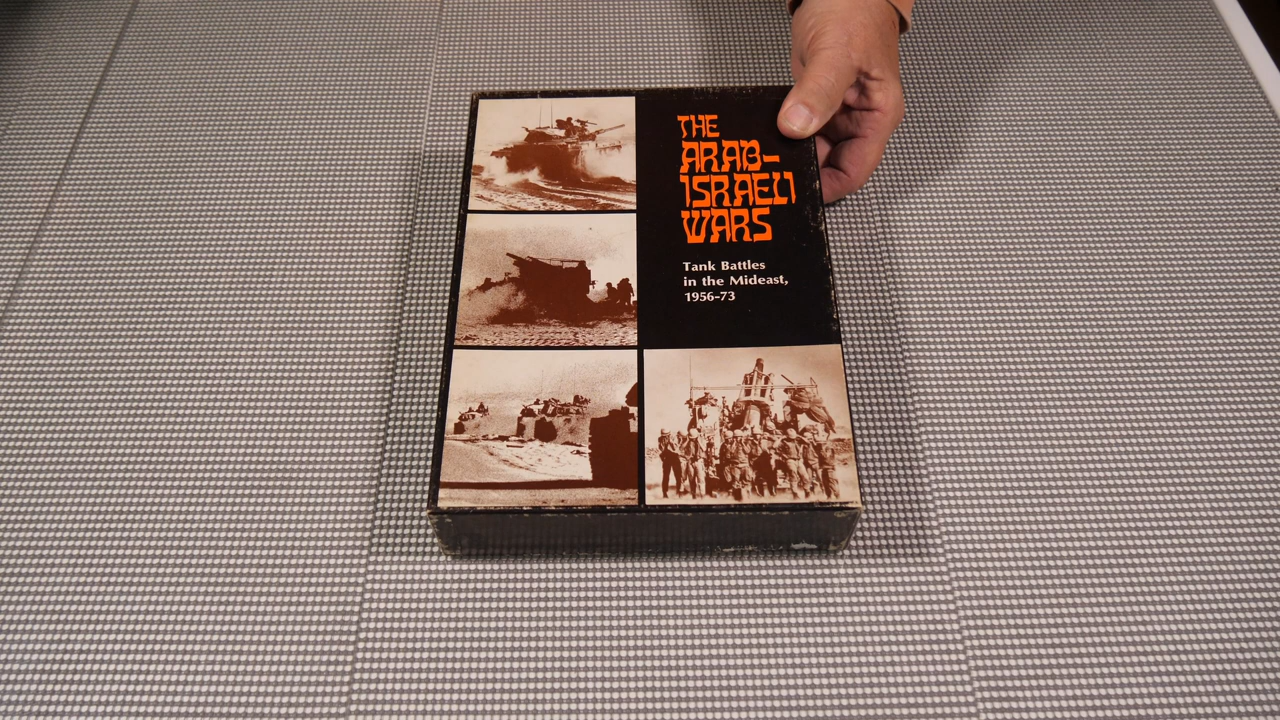 THE
ARAB-
ISRAELI
WARS
Tank Battles
in the Mideast,
1956-73